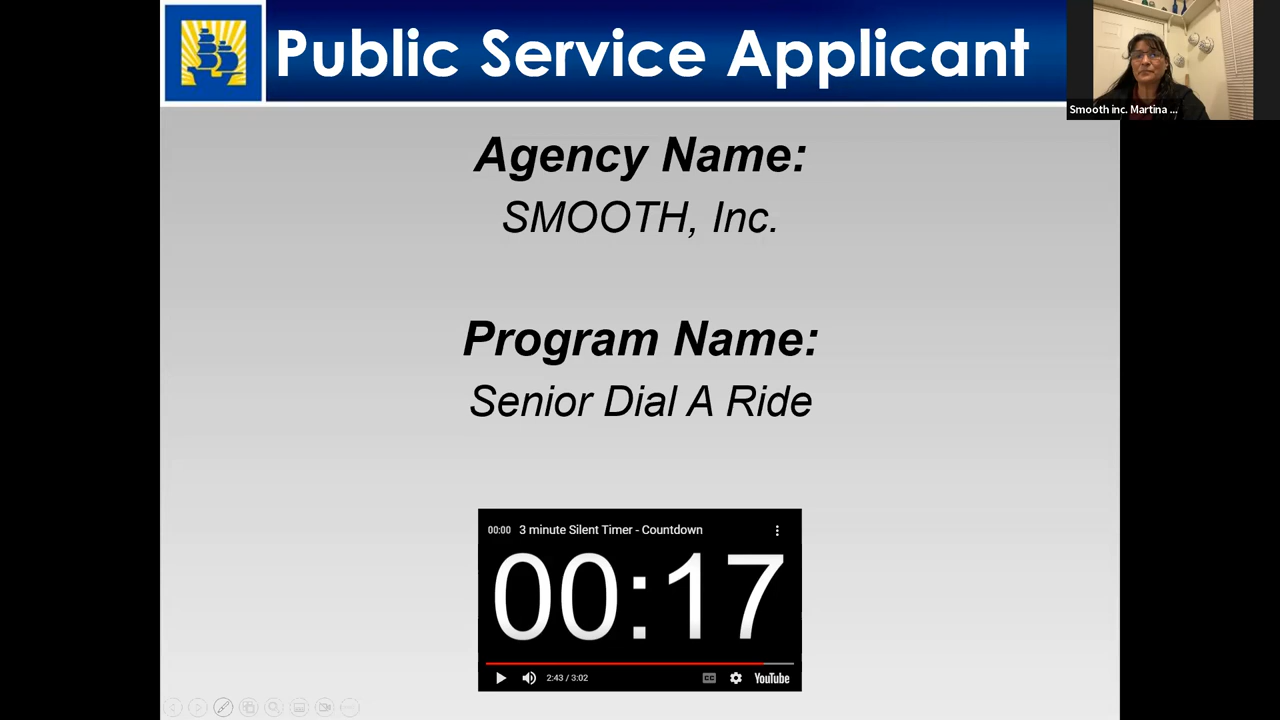 Public Service Applicant
Smooth inc. Martina ...
Agency Name:
SMOOTH, Inc.
Program Name:
Senior Dial A Ride
00:00 3 minute Silent Timer - Countdown
00:17
2:43 / 3:02
CC
YouTube